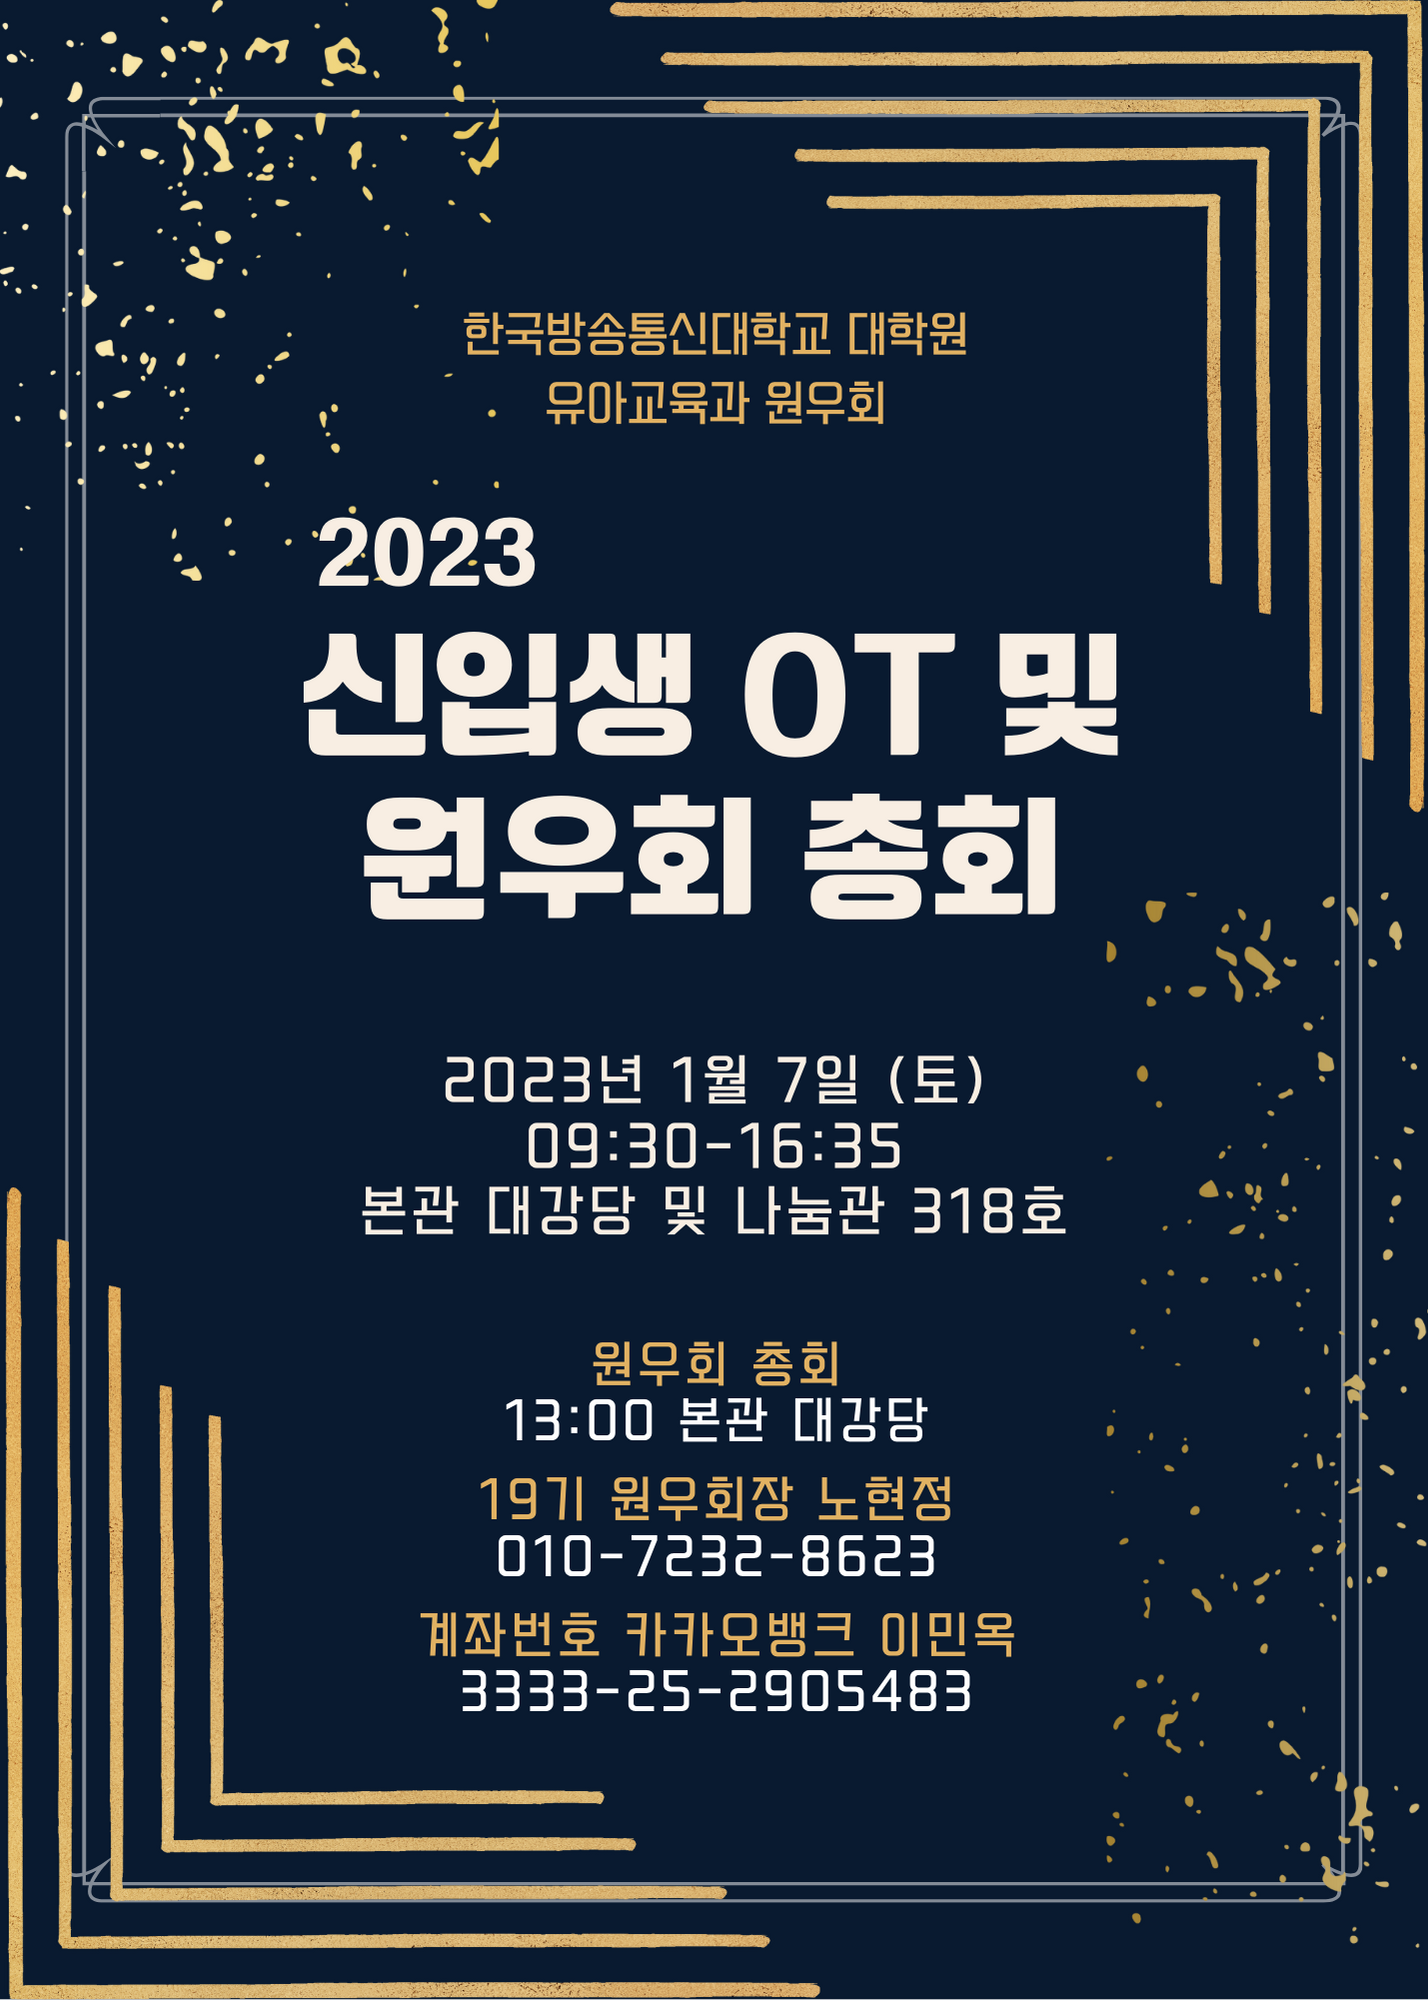 한국방송통신대학교 대학원
유아교육과 원우회
2023
신입생 OT 및
원우회 총회
2023년 1월 7일 (토)
09:30-16:35
본관 대강당 및 나눔관 318호
원우회 총회
13:00 본관 대강당
19기 원우회장 노현정
010-7232-8623
계좌번호 카카오뱅크 이민옥
3333-25-2905483